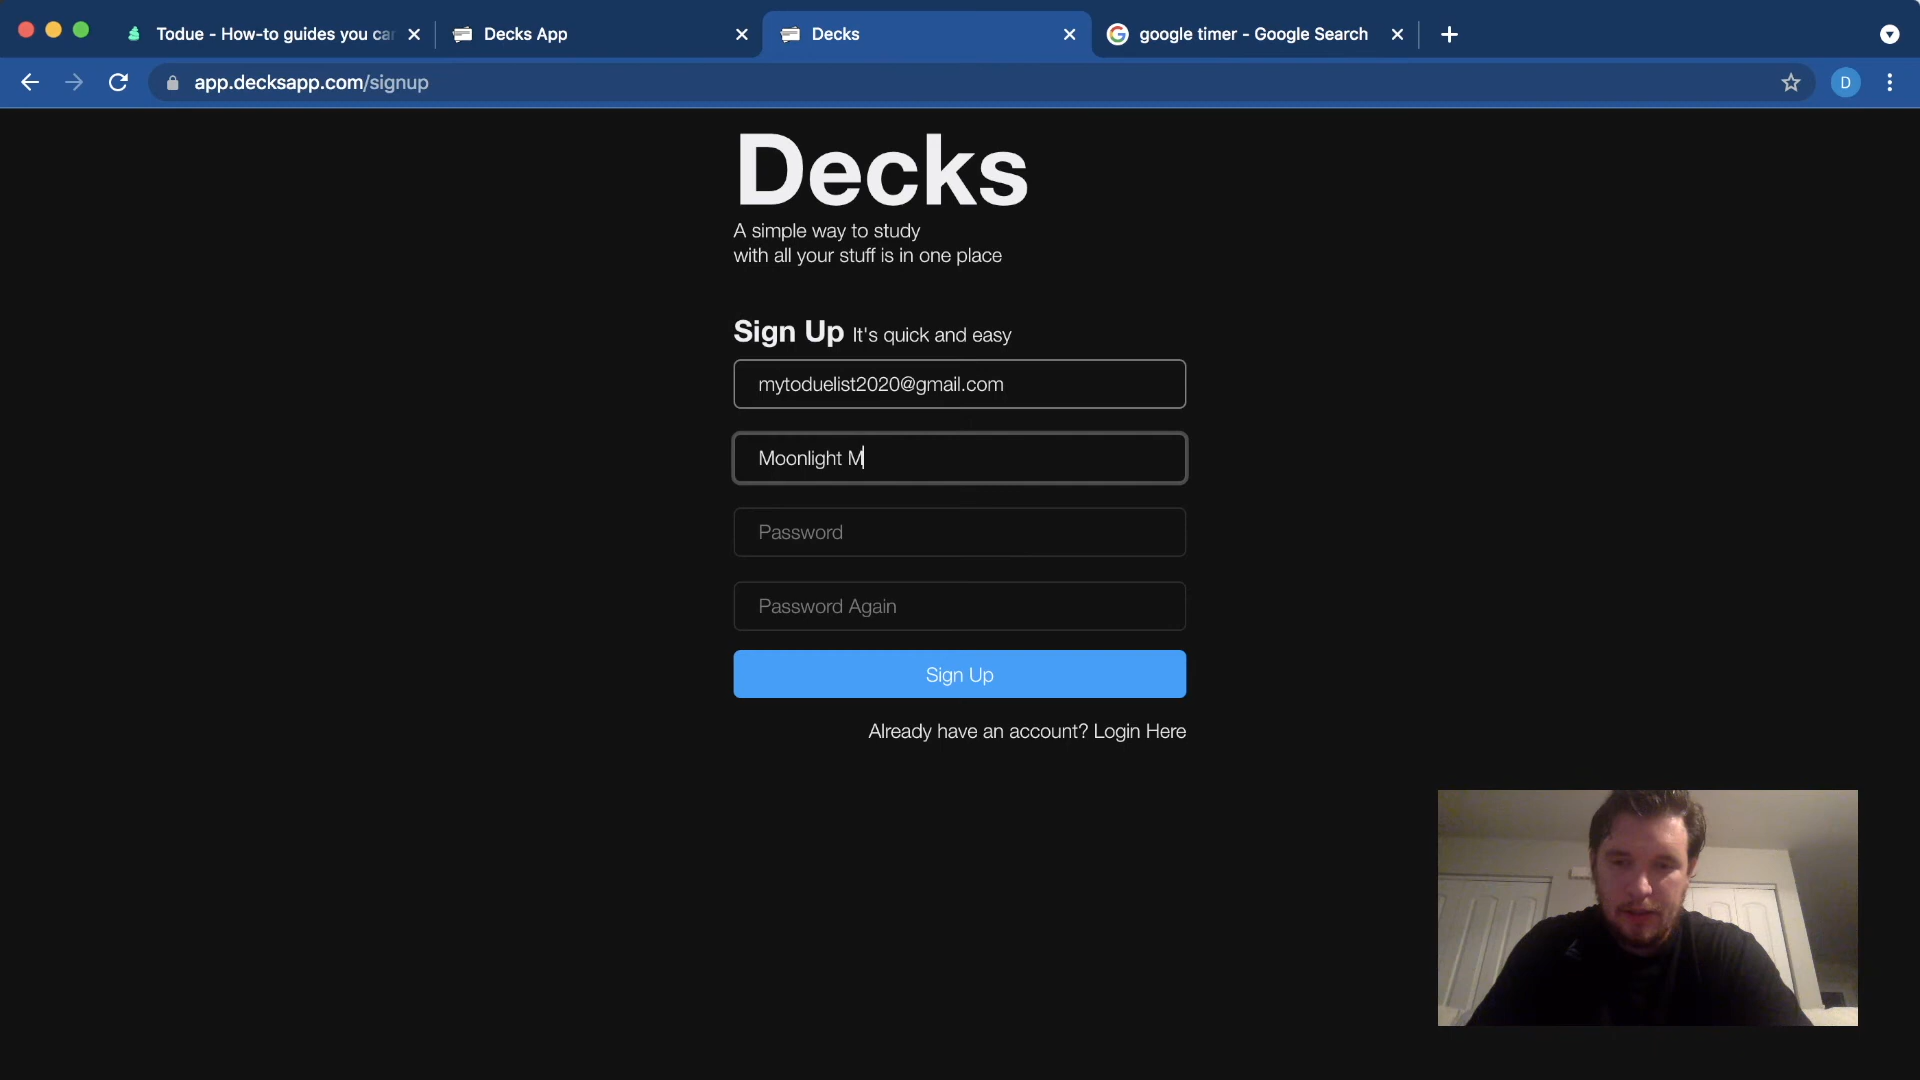 Todue - How-to guides you car
Decks App
Decks
google timer - Google Search
app.decksapp.com/signup
D
Decks
A simple way to study
with all your stuff is in one place
Sign Up It's quick and easy
mytoduelist2020@gmail.com
Moonlight M
Password
Password Again
Sign Up
Already have an account? Login Here